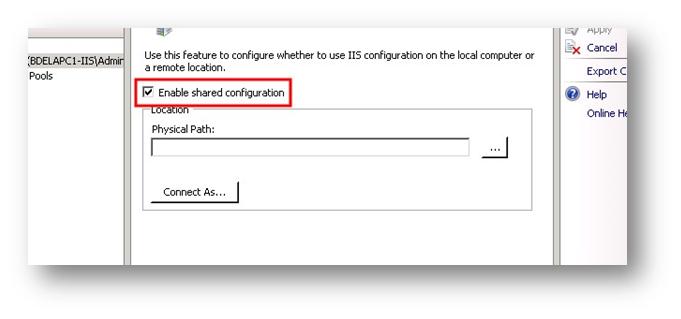 Use this feature to configure whether to use IIS configuration on the local computer or
a remote location.
(BDELAPC1-IIS\Admir
Pools
Enable shared configuration
Location
Physical Path:
...
Connect As...
Apply
Cancel
Export C
Help
Online He